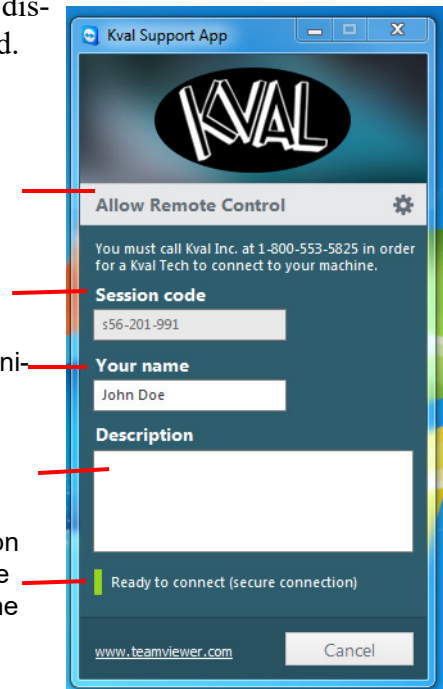 dis-
d.
Kval Support App
KVAL
Allow Remote Control
You must call Kval Inc. at 1-800-553-5825 in order
for a Kval Tech to connect to your machine.
Session code
s56-201-991
ni-
Your name
John Doe
Description
on
e
Ready to connect (secure connection)
ne
www.teamviewer.com
Cancel